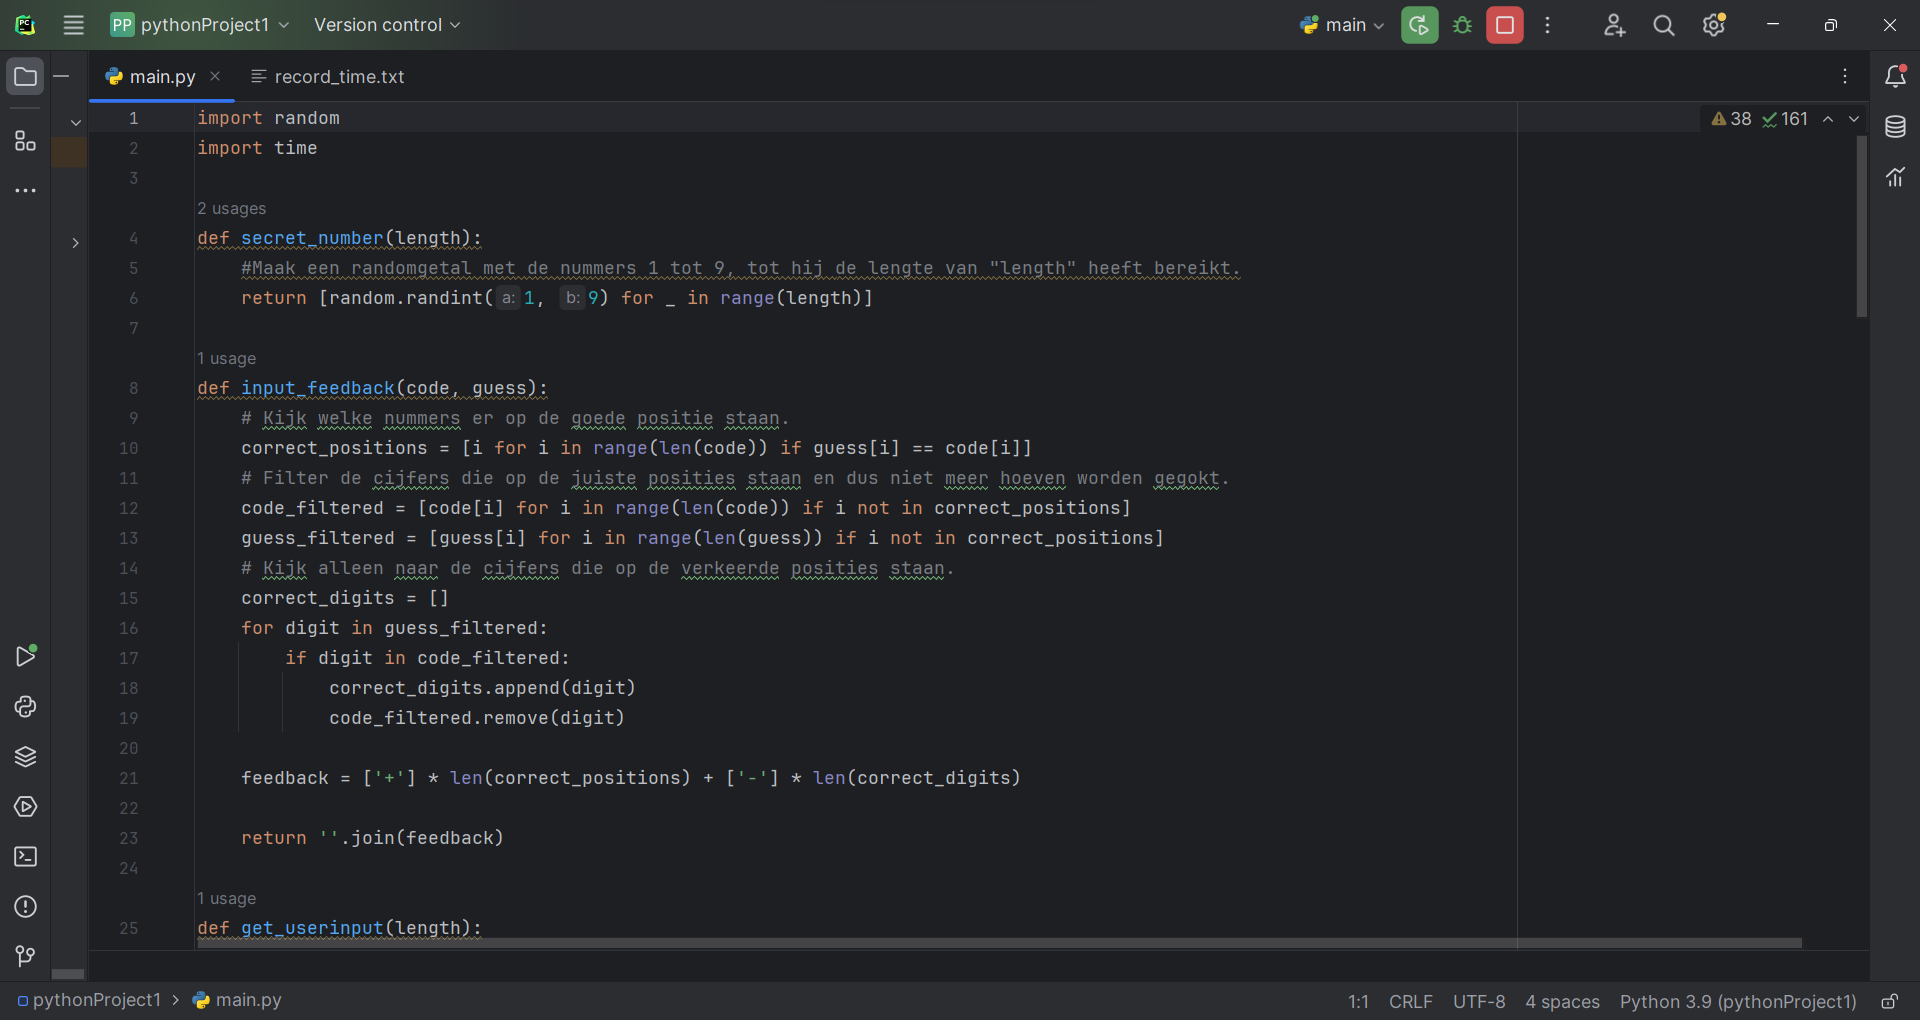 PP pythonProject1 Version control main
main.py record_time.txt
1 import random 38 161
2 import time
3
2 usages
4 def secret_number(length):
5 #Maak een randomgetal met de nummers 1 tot 9, tot hij de lengte van "length" heeft bereikt.
6 return [random.randint( a: 1, b: 9) for _ in range(length)]
7
1 usage
8 def input_feedback(code, guess):
9 # Kijk welke nummers er op de goede positie staan.
10 correct_positions = [i for i in range(len(code)) if guess[i] == code[i]]
11 # Filter de cijfers die op de juiste posities staan en dus niet meer hoeven worden gegokt.
12 code_filtered = [code[i] for i in range(len(code)) if i not in correct_positions]
13 guess_filtered = [guess[i] for i in range(len(guess)) if i not in correct_positions]
14 # Kijk alleen naar de cijfers die op de verkeerde posities staan.
15 correct_digits = []
16 for digit in guess_filtered:
17 if digit in code_filtered:
18 correct_digits.append(digit)
19 code_filtered.remove(digit)
20
21 feedback = ['+'] * len(correct_positions) + ['-'] * len(correct_digits)
22
23 return ''.join(feedback)
24
1 usage
25 def get_userinput(length):
pythonProject1 > main.py 1:1 CRLF UTF-8 4 spaces Python 3.9 (pythonProject1)